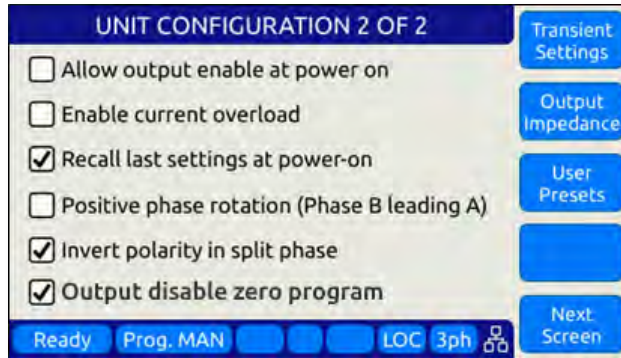 UNIT CONFIGURATION 2 OF 2
Allow output enable at power on
Enable current overload
Recall last settings at power-on
Positive phase rotation (Phase B leading A)
Invert polarity in split phase
Output disable zero program
Transient
Settings
Output
Impedance
User
Presets
Next
Screen
Ready
Prog. MAN
LOC
3ph